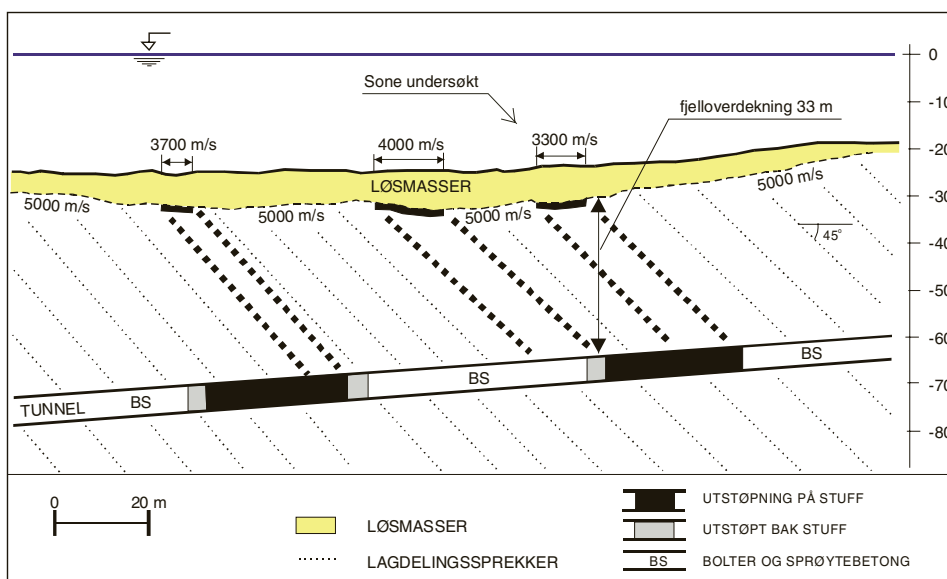 0
Sone undersøkt
-10
fjelloverdekning 33 m
3700 m/s
4000 m/s
3300 m/s
-20
LØSMASSER
5000 m/s
5000 m/s
5000 m/s
5000 m/s
-30
45°
-40
-50
-60
BS
BS
-70
TUNNEL
BS
-80
0
20 m
LØSMASSER
LAGDELINGSSPREKKER
UTSTØPNING PÅ STUFF
UTSTØPT BAK STUFF
BS
BOLTER OG SPRØYTEBETONG